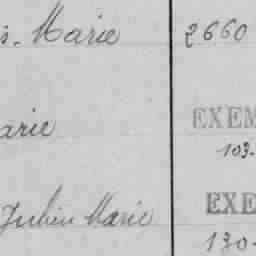 s. Marie 2660
arie EXEM
103.
Julien Marie EXE
130.